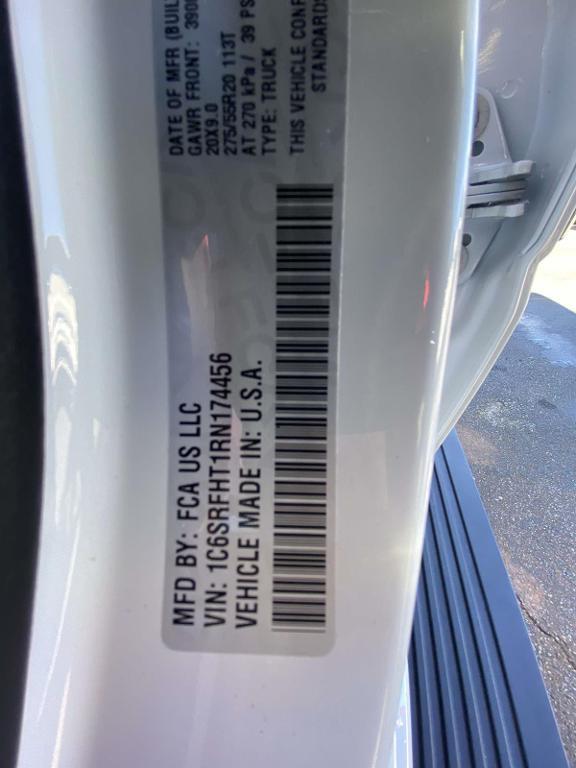 MFD BY: FCA US LLC
VIN: 1C6SRFHT1RN174456
VEHICLE MADE IN: U.S.A.
DATE OF MFR (BUIL
GAWR FRONT: 390
20X9.0
275/55R20 113T
AT 270 kPa / 39 PS
TYPE: TRUCK
THIS VEHICLE CONF
STANDARDS